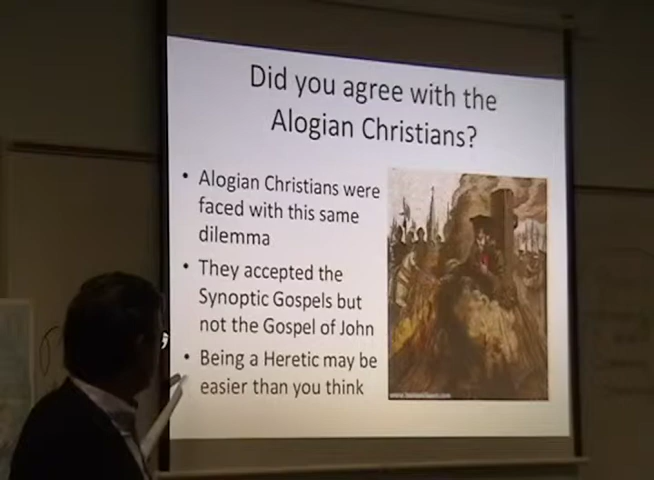 Did you agree with the
Alogian Christians?
• Alogian Christians were
faced with this same
dilemma
• They accepted the
Synoptic Gospels but
not the Gospel of John
• Being a Heretic may be
easier than you think